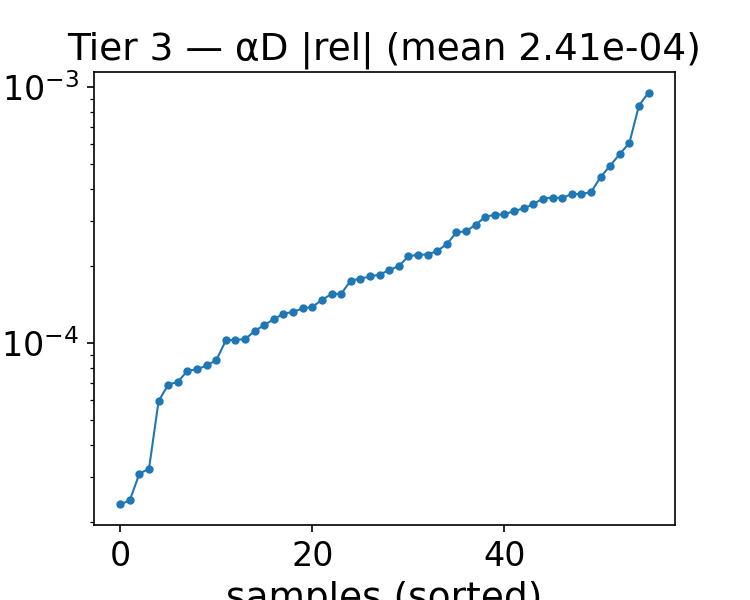 Tier 3 — αD |rel| (mean 2.41e-04)
10⁻³
10⁻⁴
0 20 40
samples (sorted)